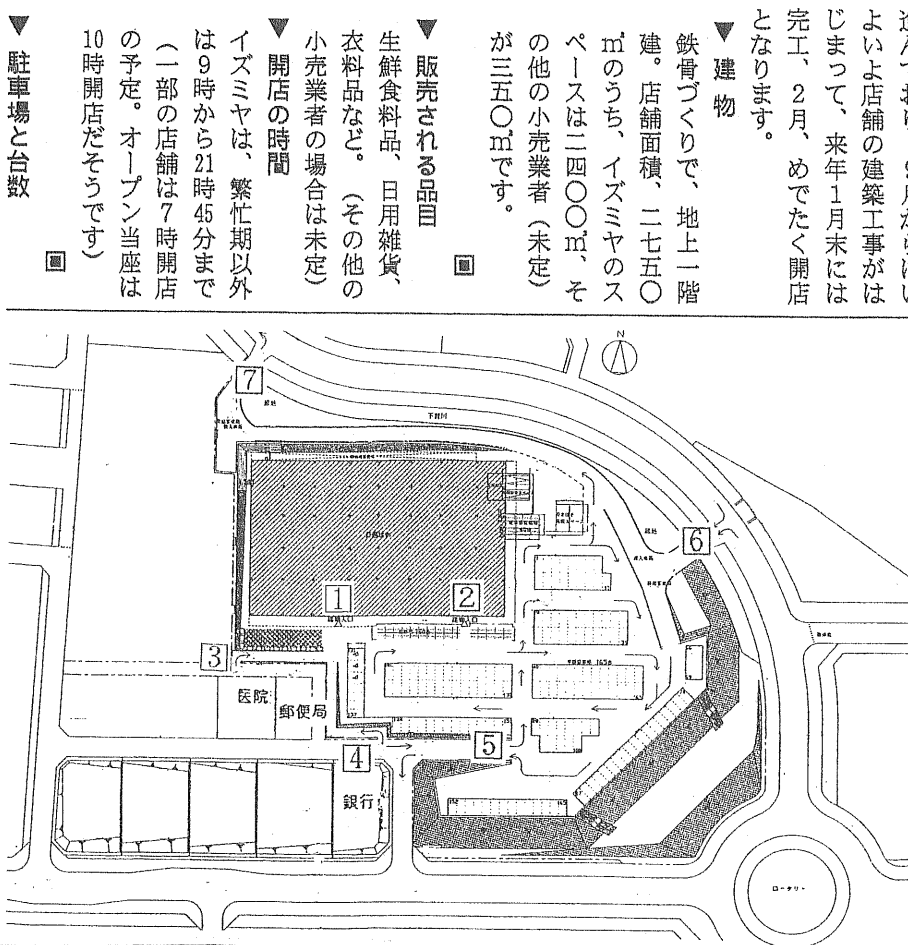 よいよ店舗の建築工事がは
じまって、来年1月末には
完工、2月、めでたく開店
となります。
▼ 建物
鉄骨づくりで、地上一階
建。店舗面積、二七五〇
㎡のうち、イズミヤのス
ペースは二四〇〇㎡、そ
の他の小売業者（未定）
が三五〇㎡です。
▼ 販売される品目
生鮮食料品、日用雑貨、
衣料品など。（その他の
小売業者の場合は未定）
▼ 開店の時間
イズミヤは、繁忙期以外
は9時から21時45分まで
（一部の店舗は7時開店
の予定。オープン当座は
10時開店だそうです）
▼ 駐車場と台数
N
7
6
1
2
3
医院
郵便局
4
5
銀行
ロータリー